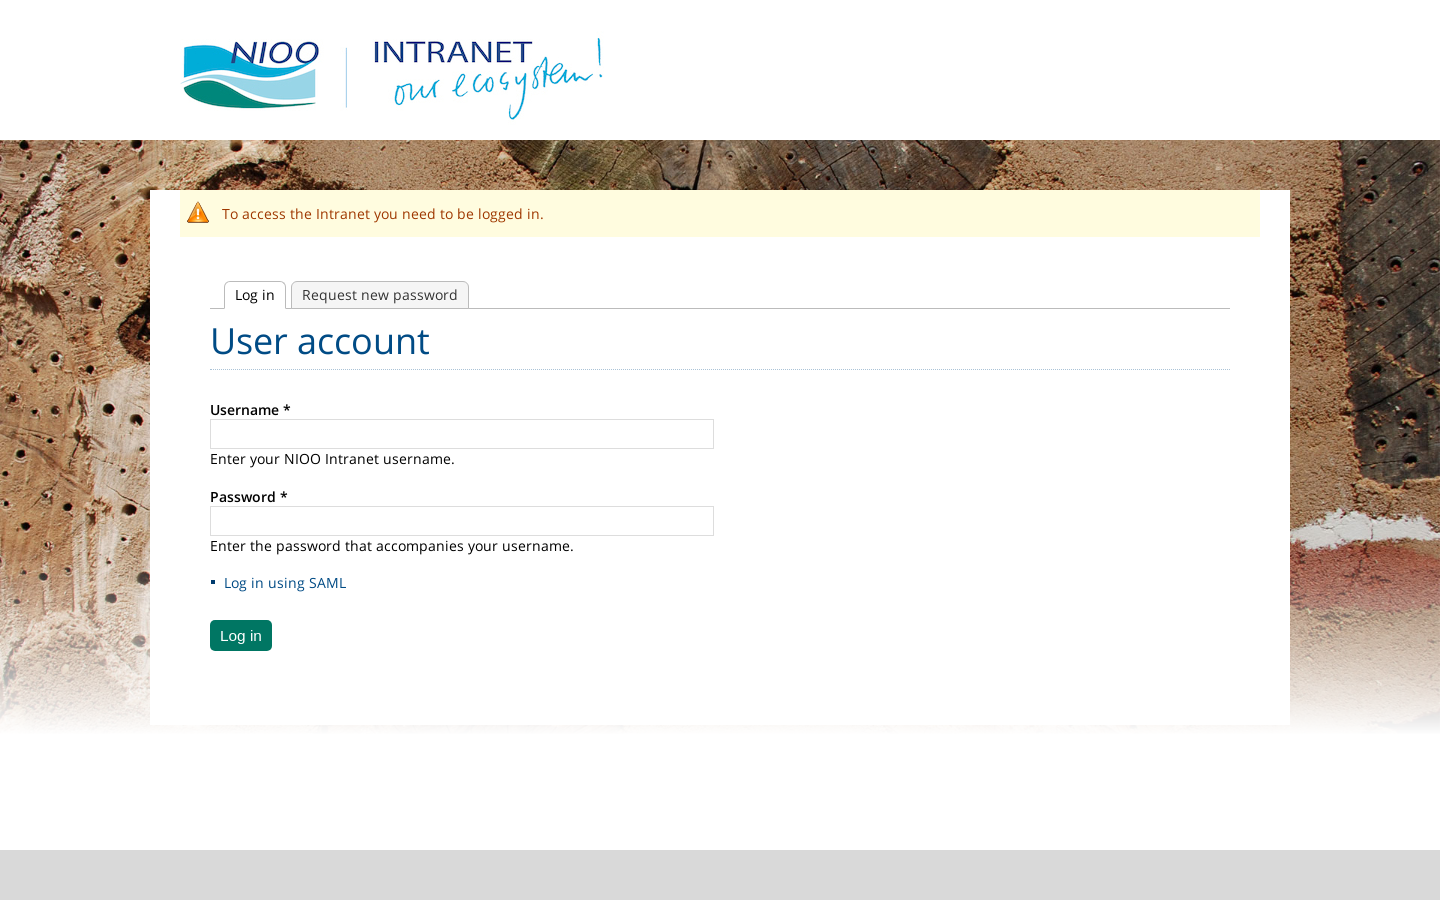 NIOO
INTRANET
our ecosystem!
To access the Intranet you need to be logged in.
Log in
Request new password
User account
Username *
Enter your NIOO Intranet username.
Password *
Enter the password that accompanies your username.
Log in using SAML
Log in